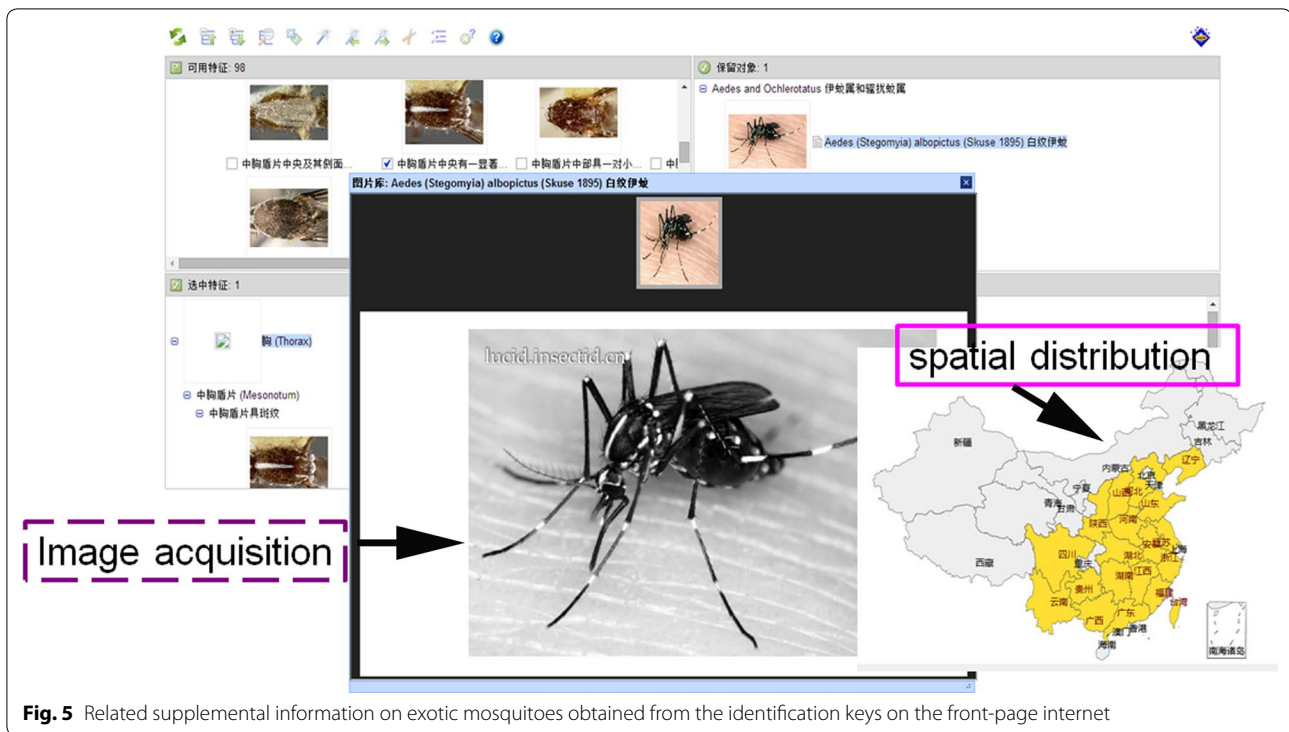 可用特征: 98
保留对象: 1
Aedes and Ochlerotatus 伊蚊属和骚扰蚊属
Aedes (Stegomyia) albopictus (Skuse 1895) 白纹伊蚊
中胸盾片中央及其侧面...
中胸盾片中央有一显著...
中胸盾片中部具一对小...
图片库: Aedes (Stegomyia) albopictus (Skuse 1895) 白纹伊蚊
选中特征: 1
胸 (Thorax)
中胸盾片 (Mesonotum)
中胸盾片具斑纹
lucid.insectid.cn
Image acquisition
spatial distribution
黑龙江
吉林
新疆
辽宁
内蒙古
北京
天津
宁夏
山西
河北
青海
甘肃
山东
陕西
河南
安徽
江苏
上海
西藏
四川
重庆
湖北
浙江
湖南
江西
贵州
福建
云南
台湾
广西
广东
澳门
香港
海南
南海诸岛
Fig. 5 Related supplemental information on exotic mosquitoes obtained from the identification keys on the front-page internet